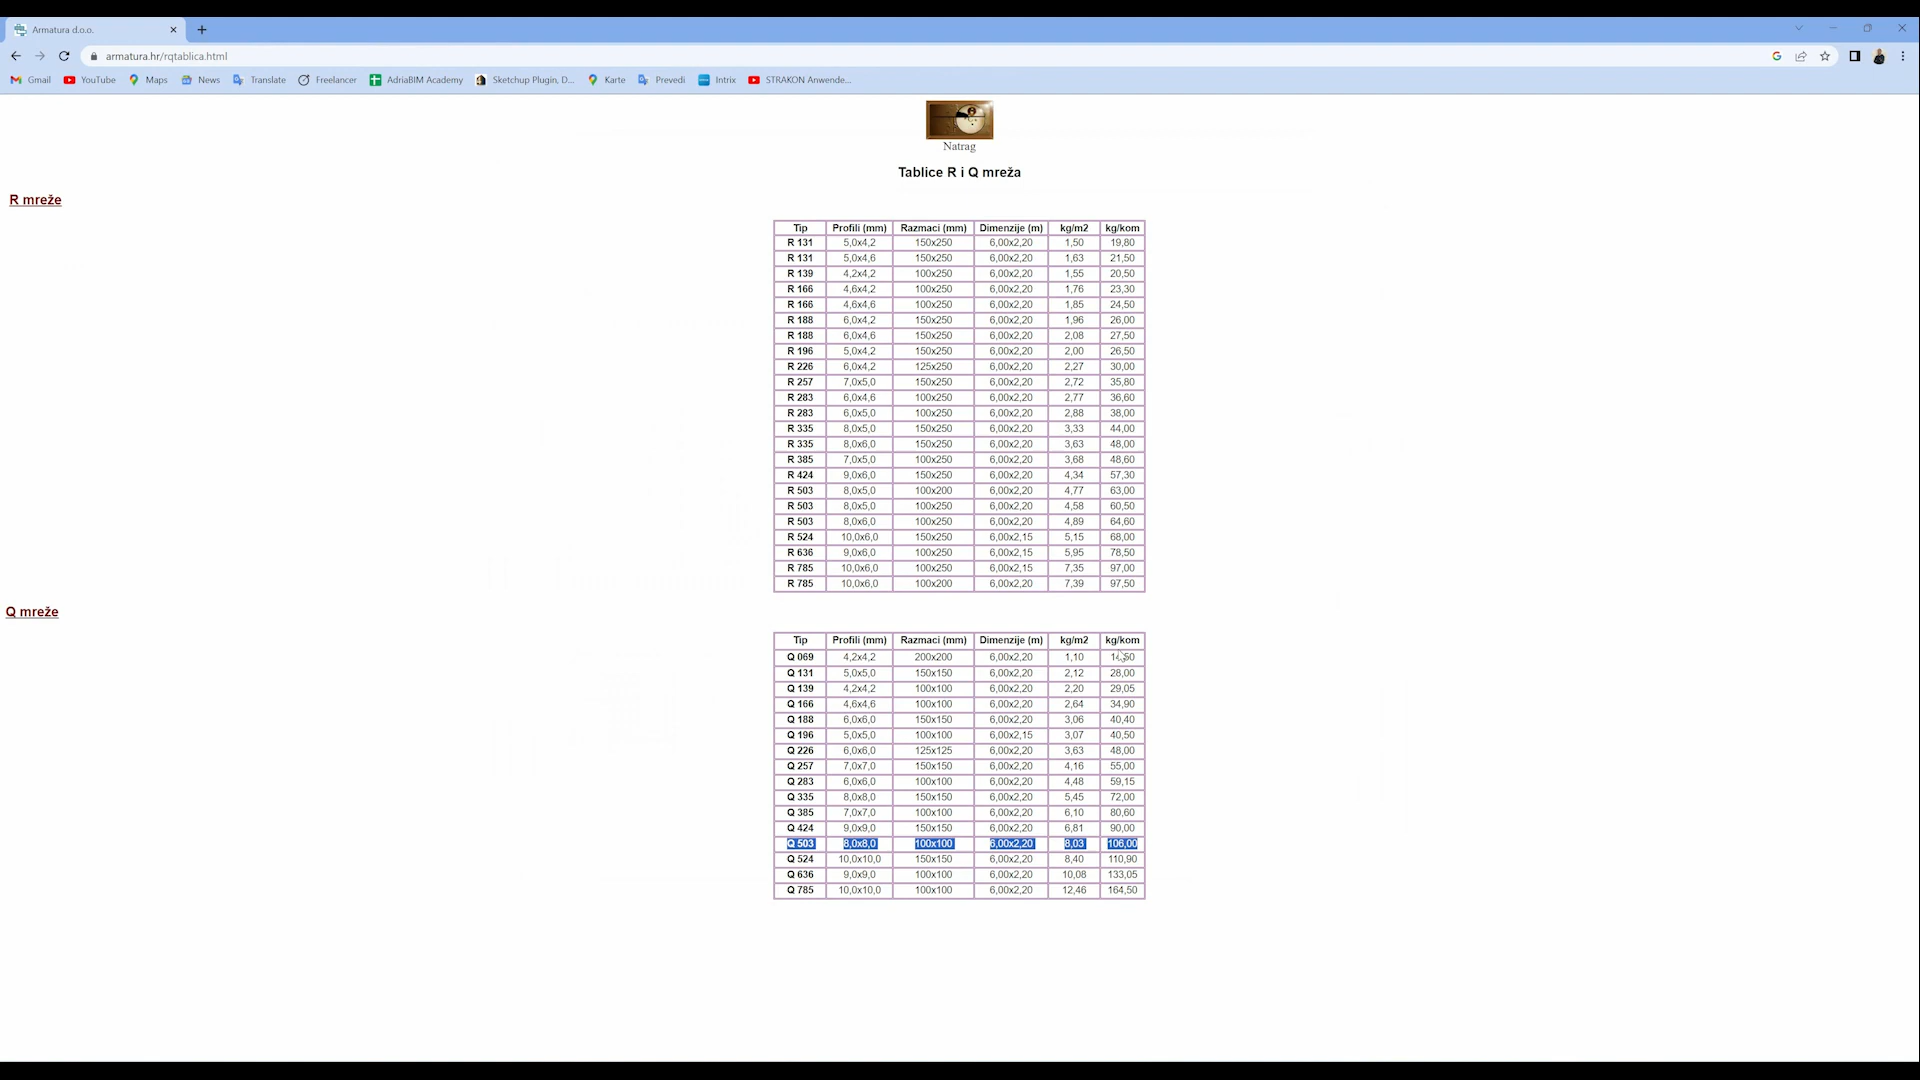 Armatura d.o.o.
armatura.hr/rqtablica.html
Gmail YouTube Maps News Translate Freelancer AdriaBIM Academy Sketchup Plugin, D... Karte Prevedi Intrix STRAKON Anwende...
Natrag
Tablice R i Q mreža
R mreže
Tip Profili (mm) Razmaci (mm) Dimenzije (m) kg/m2 kg/kom
R 131 5,0x4,2 150x250 6,00x2,20 1,50 19,80
R 131 5,0x4,6 150x250 6,00x2,20 1,63 21,50
R 139 4,2x4,2 100x250 6,00x2,20 1,55 20,50
R 166 4,6x4,2 100x250 6,00x2,20 1,76 23,30
R 166 4,6x4,6 100x250 6,00x2,20 1,85 24,50
R 188 6,0x4,2 150x250 6,00x2,20 1,96 26,00
R 188 6,0x4,6 150x250 6,00x2,20 2,08 27,50
R 196 5,0x4,2 150x250 6,00x2,20 2,00 26,50
R 226 6,0x4,2 125x250 6,00x2,20 2,27 30,00
R 257 7,0x5,0 150x250 6,00x2,20 2,72 35,80
R 283 6,0x4,6 100x250 6,00x2,20 2,77 36,60
R 283 6,0x5,0 100x250 6,00x2,20 2,88 38,00
R 335 8,0x5,0 150x250 6,00x2,20 3,33 44,00
R 335 8,0x6,0 150x250 6,00x2,20 3,63 48,00
R 385 7,0x5,0 100x250 6,00x2,20 3,68 48,60
R 424 9,0x6,0 150x250 6,00x2,20 4,34 57,30
R 503 8,0x5,0 100x200 6,00x2,20 4,77 63,00
R 503 8,0x5,0 100x250 6,00x2,20 4,58 60,50
R 503 8,0x6,0 100x250 6,00x2,20 4,89 64,60
R 524 10,0x6,0 150x250 6,00x2,15 5,15 68,00
R 636 9,0x6,0 100x250 6,00x2,15 5,95 78,50
R 785 10,0x6,0 100x250 6,00x2,15 7,35 97,00
R 785 10,0x6,0 100x200 6,00x2,20 7,39 97,50
Q mreže
Tip Profili (mm) Razmaci (mm) Dimenzije (m) kg/m2 kg/kom
Q 069 4,2x4,2 200x200 6,00x2,20 1,10
Q 131 5,0x5,0 150x150 6,00x2,20 2,12 28,00
Q 139 4,2x4,2 100x100 6,00x2,20 2,20 29,05
Q 166 4,6x4,6 100x100 6,00x2,20 2,64 34,90
Q 188 6,0x6,0 150x150 6,00x2,20 3,06 40,40
Q 196 5,0x5,0 100x100 6,00x2,15 3,07 40,50
Q 226 6,0x6,0 125x125 6,00x2,20 3,63 48,00
Q 257 7,0x7,0 150x150 6,00x2,20 4,16 55,00
Q 283 6,0x6,0 100x100 6,00x2,20 4,48 59,15
Q 335 8,0x8,0 150x150 6,00x2,20 5,45 72,00
Q 385 7,0x7,0 100x100 6,00x2,20 6,10 80,60
Q 424 9,0x9,0 150x150 6,00x2,20 6,81 90,00
Q 503 8,0x8,0 100x100 6,00x2,20 8,03 106,00
Q 524 10,0x10,0 150x150 6,00x2,20 8,40 110,90
Q 636 9,0x9,0 100x100 6,00x2,20 10,08 133,05
Q 785 10,0x10,0 100x100 6,00x2,20 12,46 164,50